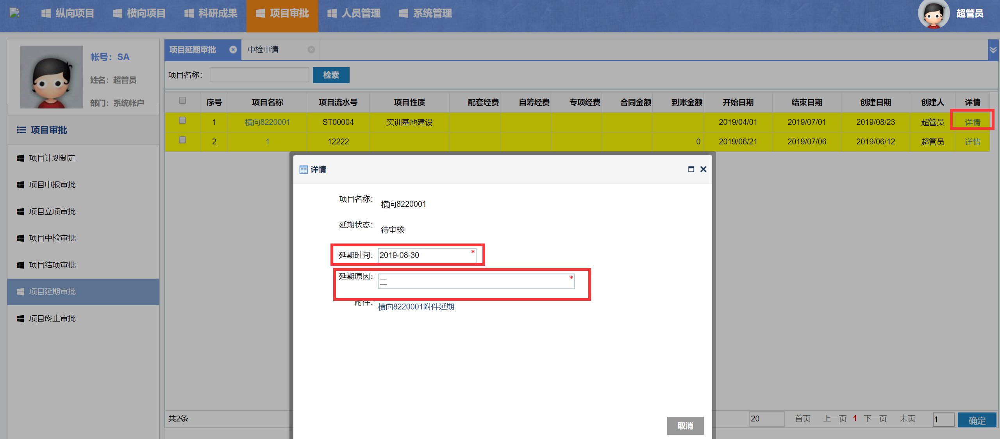 纵向项目 横向项目 科研成果 项目审批 人员管理 系统管理 超管员
帐号：SA
姓名：超管员
部门：系统帐户
项目审批
项目计划制定
项目申报审批
项目立项审批
项目中检审批
项目结项审批
项目延期审批
项目终止审批
项目延期审批 中检申请
项目名称： 检索
序号 项目名称 项目流水号 项目性质 配套经费 自筹经费 专项经费 合同金额 到账金额 开始日期 结束日期 创建日期 创建人 详情
1 横向8220001 ST00004 实训基地建设 2019/04/01 2019/07/01 2019/08/23 超管员 详情
2 1 12222 0 2019/06/21 2019/07/06 2019/06/12 超管员 详情
详情
项目名称： 横向8220001
延期状态： 待审核
延期时间： 2019-08-30 *
延期原因： 二 *
附件： 横向8220001附件延期
取消
共2条 20 首页 上一页 1 下一页 末页 1 确定